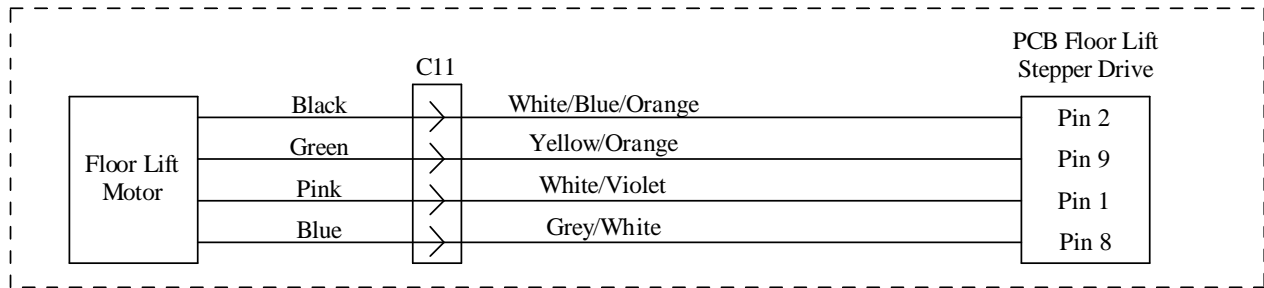 PCB Floor Lift
Stepper Drive
C11
Floor Lift
Motor
Black
White/Blue/Orange
Pin 2
Green
Yellow/Orange
Pin 9
Pink
White/Violet
Pin 1
Blue
Grey/White
Pin 8